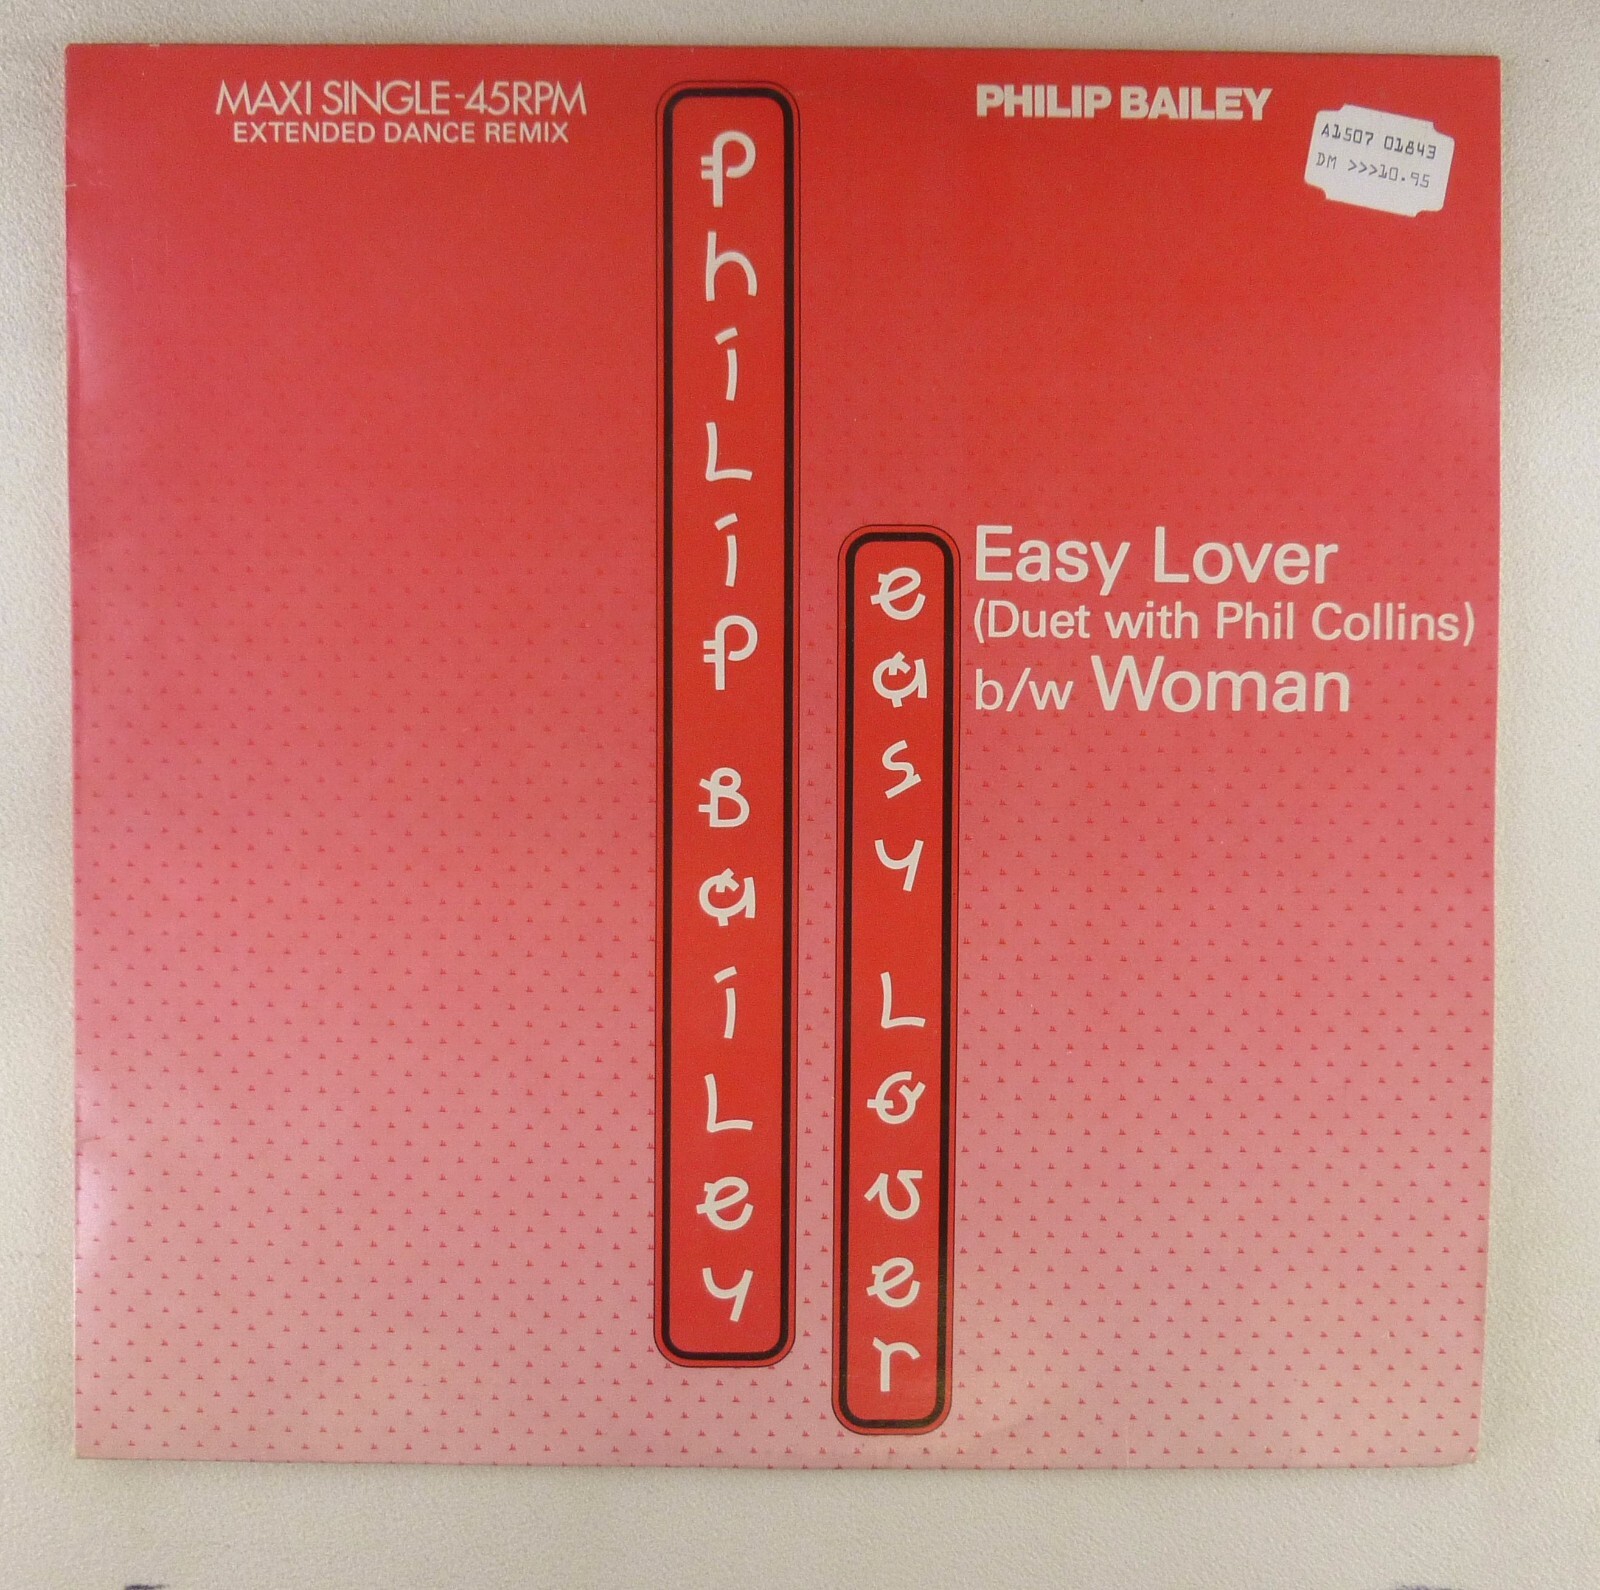 MAXI SINGLE-45RPM
EXTENDED DANCE REMIX
PHILIP BAILEY
A1507 01843
DM >>>10.95
PhiLiP BaiLey
easy Lover
Easy Lover
(Duet with Phil Collins)
b/w Woman